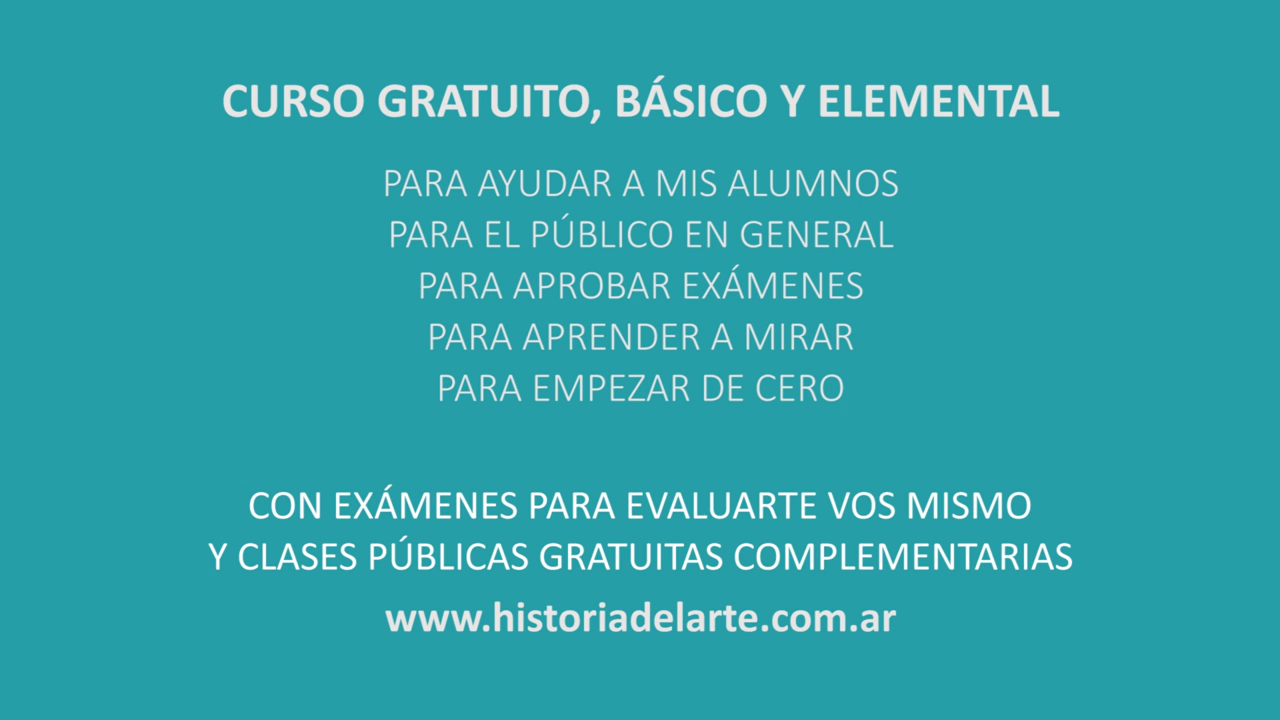 CURSO GRATUITO, BÁSICO Y ELEMENTAL
PARA AYUDAR A MIS ALUMNOS
PARA EL PÚBLICO EN GENERAL
PARA APROBAR EXÁMENES
PARA APRENDER A MIRAR
PARA EMPEZAR DE CERO
CON EXÁMENES PARA EVALUARTE VOS MISMO
Y CLASES PÚBLICAS GRATUITAS COMPLEMENTARIAS
www.historiadelarte.com.ar